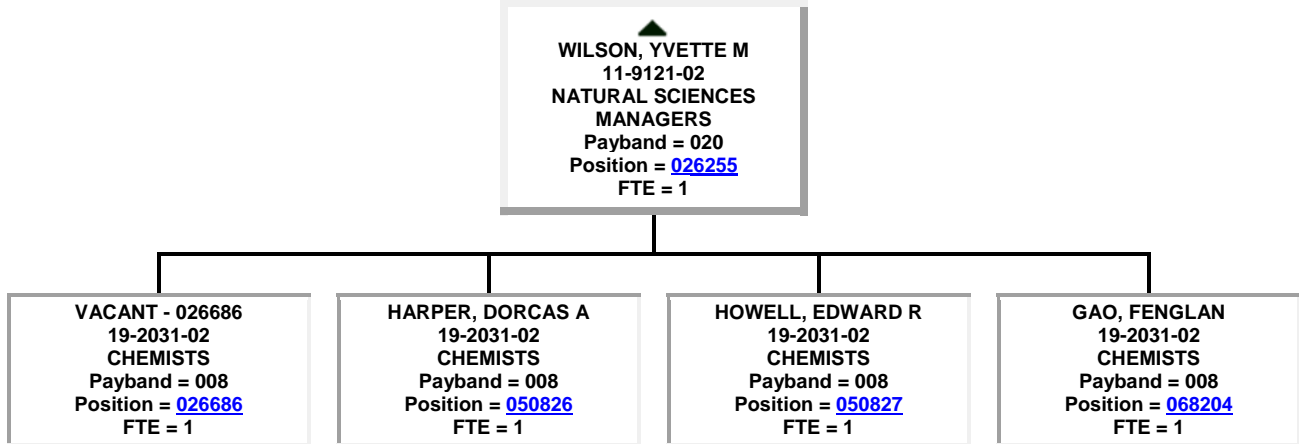 WILSON, YVETTE M
11-9121-02
NATURAL SCIENCES
MANAGERS
Payband = 020
Position = 026255
FTE = 1
VACANT - 026686
19-2031-02
CHEMISTS
Payband = 008
Position = 026686
FTE = 1
HARPER, DORCAS A
19-2031-02
CHEMISTS
Payband = 008
Position = 050826
FTE = 1
HOWELL, EDWARD R
19-2031-02
CHEMISTS
Payband = 008
Position = 050827
FTE = 1
GAO, FENGLAN
19-2031-02
CHEMISTS
Payband = 008
Position = 068204
FTE = 1